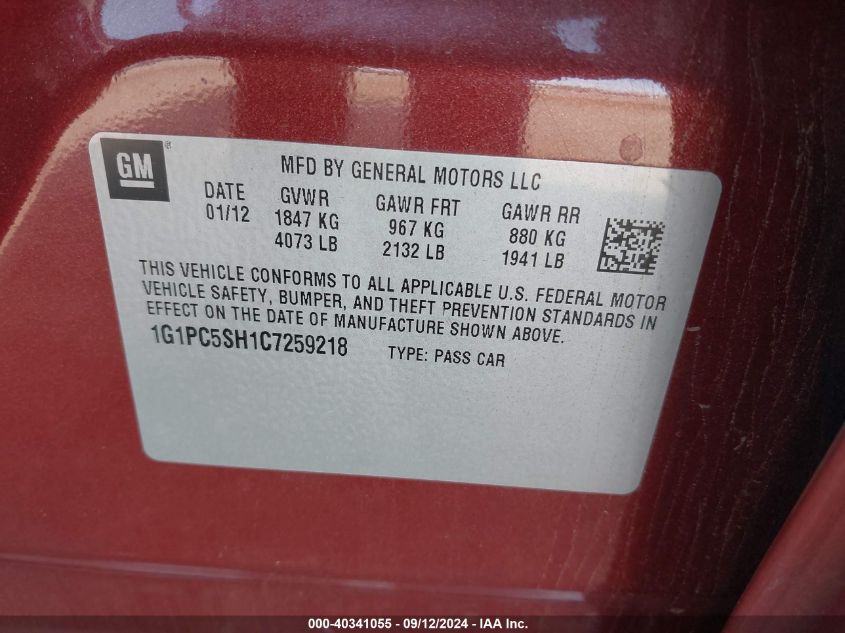 GM®
MFD BY GENERAL MOTORS LLC
DATE GVWR GAWR FRT GAWR RR
01/12 1847 KG 967 KG 880 KG
4073 LB 2132 LB 1941 LB
THIS VEHICLE CONFORMS TO ALL APPLICABLE U.S. FEDERAL MOTOR
VEHICLE SAFETY, BUMPER, AND THEFT PREVENTION STANDARDS IN
EFFECT ON THE DATE OF MANUFACTURE SHOWN ABOVE.
1G1PC5SH1C7259218 TYPE: PASS CAR
000-40341055 - 09/12/2024 - IAA Inc.